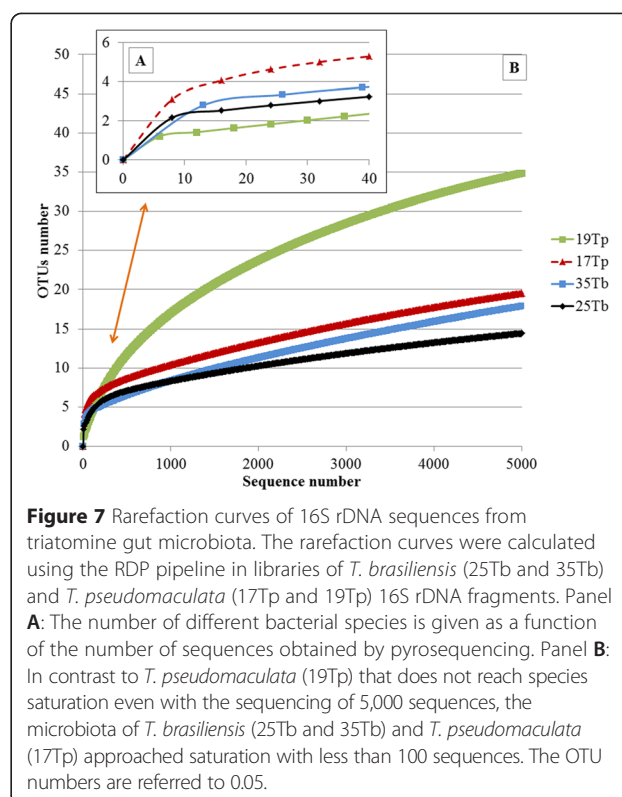 50
45
40
35
30
25
20
15
10
5
0
OTUs number
6
4
2
0
A
0 10 20 30 40
B
19Tp
17Tp
35Tb
25Tb
0 1000 2000 3000 4000 5000
Sequence number
Figure 7 Rarefaction curves of 16S rDNA sequences from
triatomine gut microbiota. The rarefaction curves were calculated
using the RDP pipeline in libraries of T. brasiliensis (25Tb and 35Tb)
and T. pseudomaculata (17Tp and 19Tp) 16S rDNA fragments. Panel
A: The number of different bacterial species is given as a function
of the number of sequences obtained by pyrosequencing. Panel B:
In contrast to T. pseudomaculata (19Tp) that does not reach species
saturation even with the sequencing of 5,000 sequences, the
microbiota of T. brasiliensis (25Tb and 35Tb) and T. pseudomaculata
(17Tp) approached saturation with less than 100 sequences. The OTU
numbers are referred to 0.05.